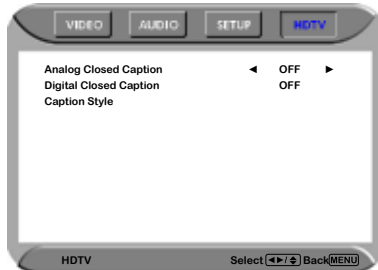 VIDEO AUDIO SETUP HDTV
Analog Closed Caption ◄ OFF ►
Digital Closed Caption OFF
Caption Style
HDTV Select ◄►/♦ Back MENU